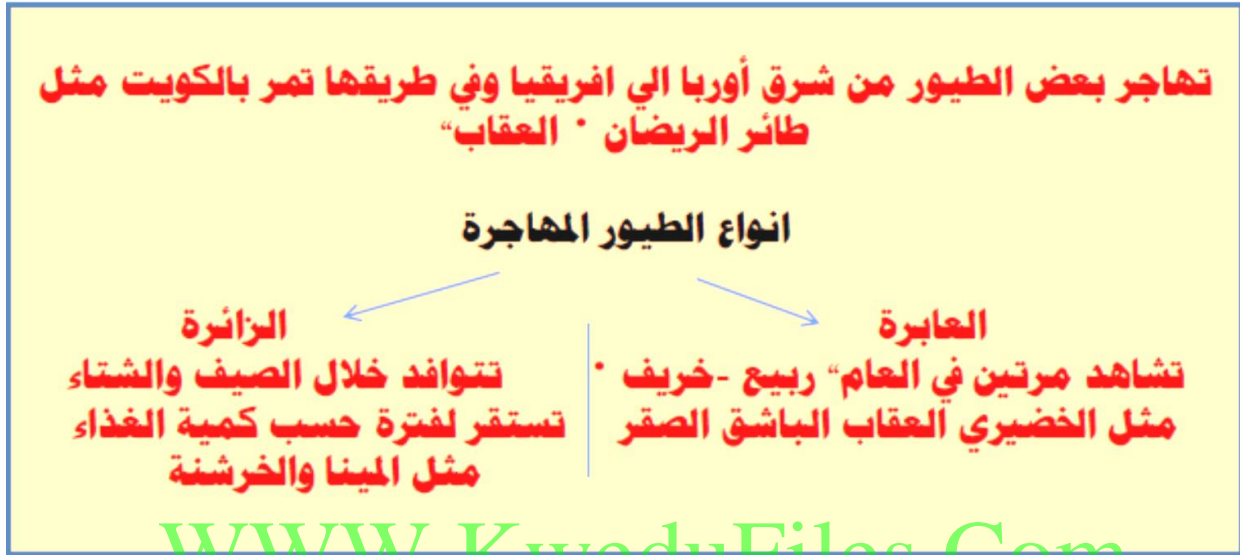 تهاجر بعض الطيور من شرق أوربا الي افريقيا وفي طريقها تمر بالكويت مثل
طائر الريضان " العقاب“
انواع الطيور المهاجرة
العابرة
تشاهد مرتين في العام“ ربيع -خريف "
مثل الخضيري العقاب الباشق الصقر
الزائرة
تتوافد خلال الصيف والشتاء
تستقر لفترة حسب كمية الغذاء
مثل المينا والخرشنة
WWW.KweduFiles.Com